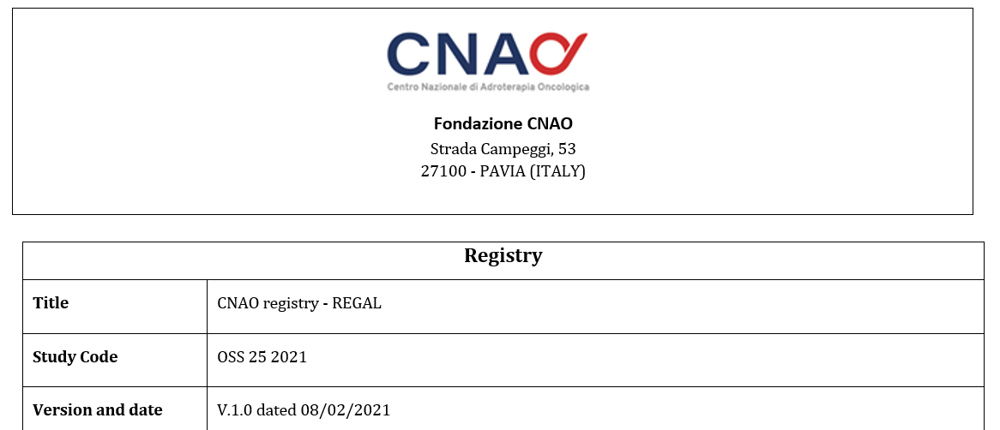 CNAO
Centro Nazionale di Adroterapia Oncologica
Fondazione CNAO
Strada Campeggi, 53
27100 - PAVIA (ITALY)
Registry
Title
CNAO registry - REGAL
Study Code
OSS 25 2021
Version and date
V.1.0 dated 08/02/2021